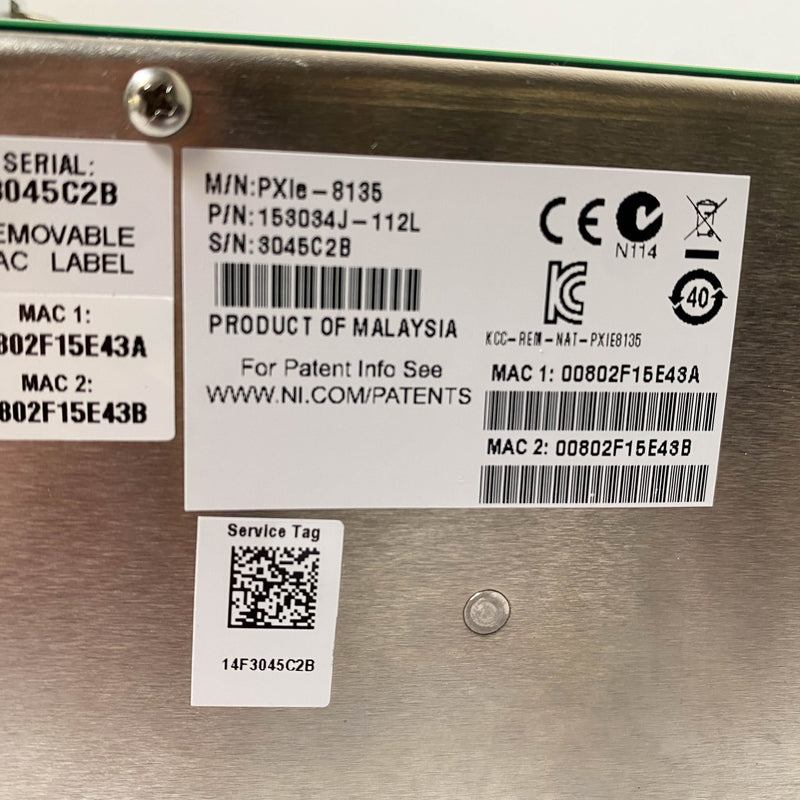 SERIAL:
3045C2B
EMOVABLE
AC LABEL
MAC 1:
802F15E43A
MAC 2:
802F15E43B
M/N:PXIe-8135
P/N:153034J-112L
S/N:3045C2B
PRODUCT OF MALAYSIA
For Patent Info See
WWW.NI.COM/PATENTS
CE
N114
40
KCC-REM-NAT-PXIE8135
MAC 1: 00802F15E43A
MAC 2: 00802F15E43B
Service Tag
14F3045C2B